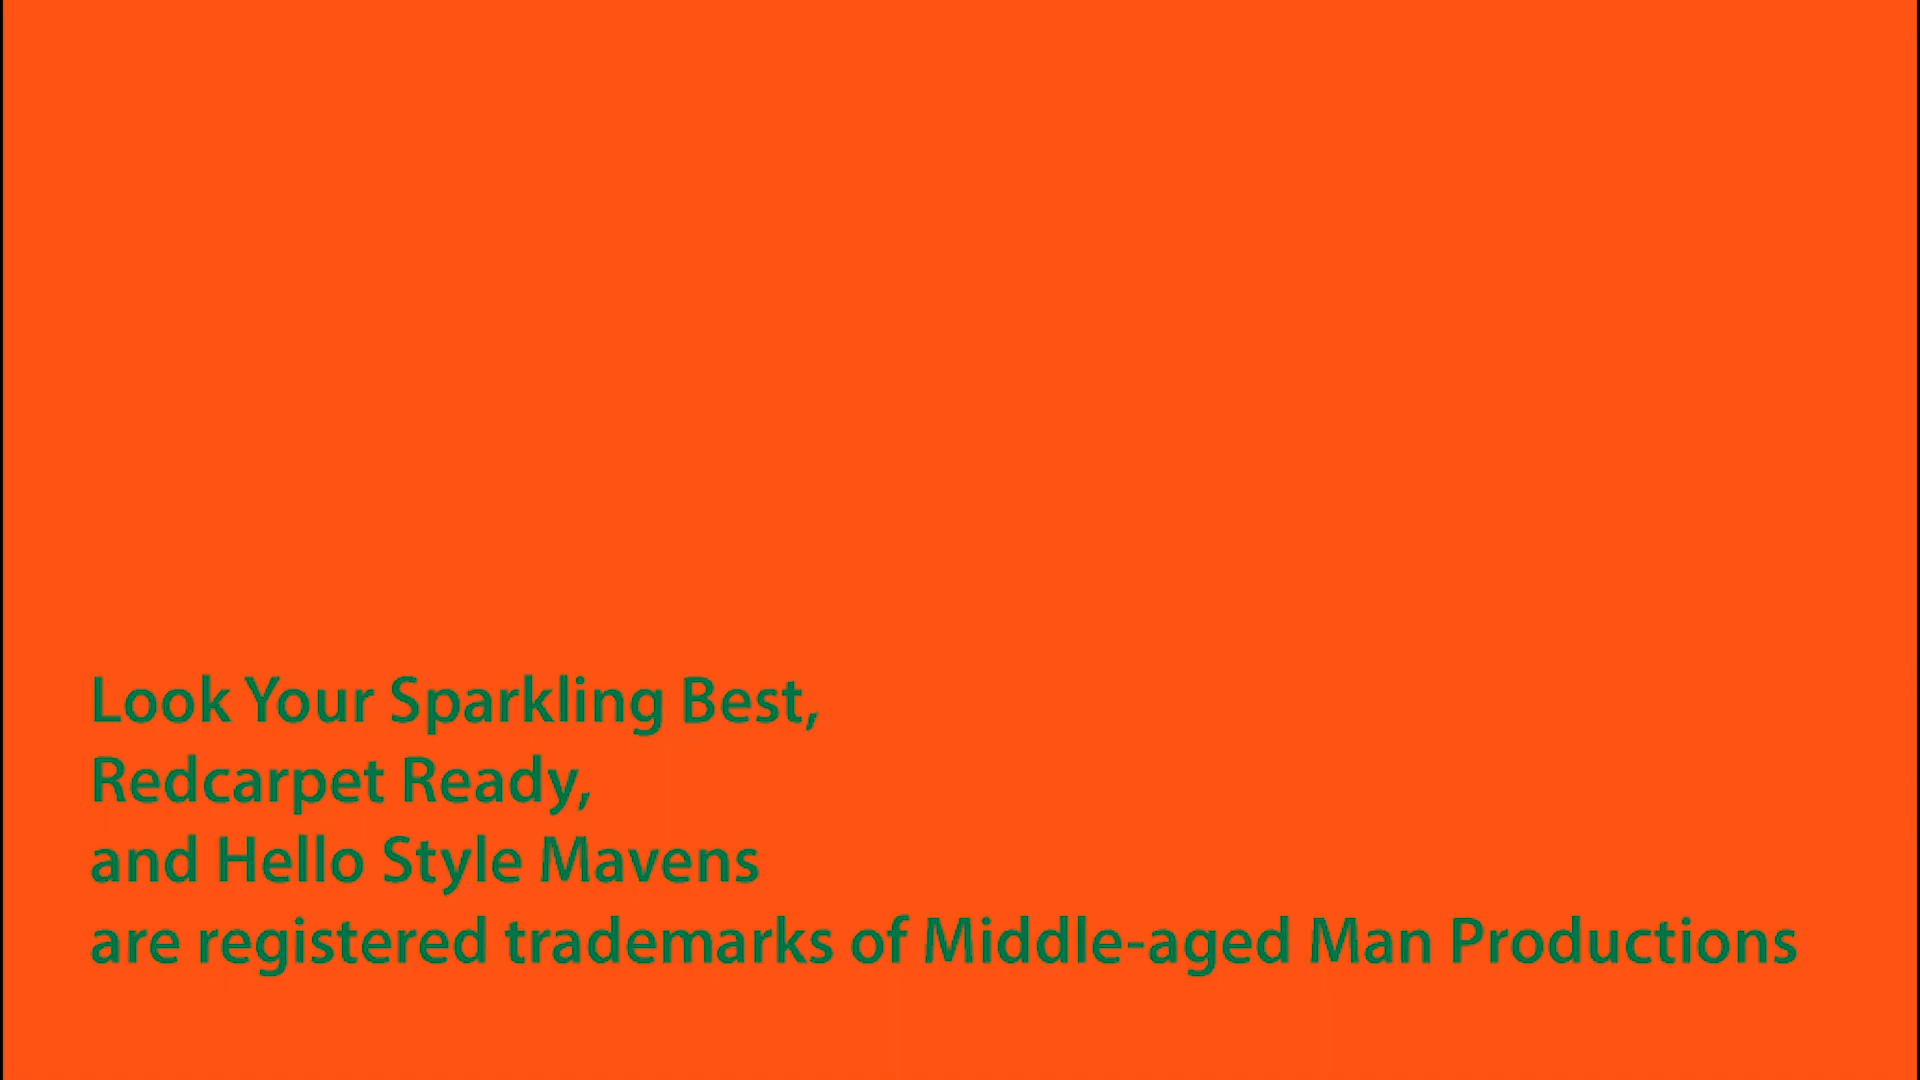 Look Your Sparkling Best,
Redcarpet Ready,
and Hello Style Mavens
are registered trademarks of Middle-aged Man Productions